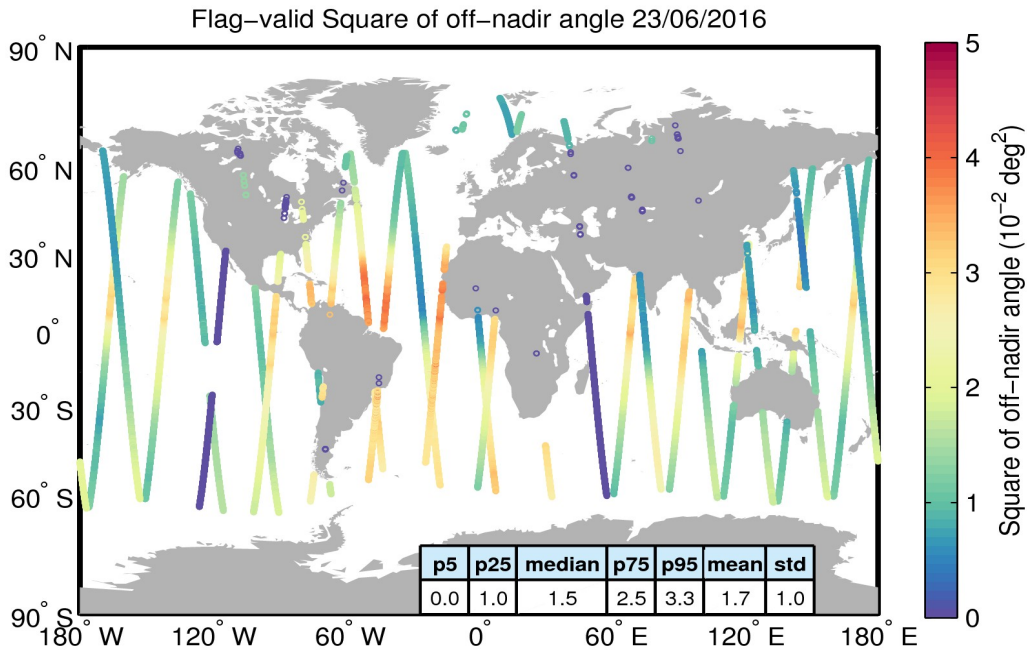 Flag−valid Square of off−nadir angle 23/06/2016
90° N
60° N
30° N
0°
30° S
60° S
90° S
180° W
120° W
60° W
0°
60° E
120° E
180° E
p5 p25 median p75 p95 mean std
0.0 1.0 1.5 2.5 3.3 1.7 1.0
5
4
3
2
1
0
Square of off−nadir angle (10⁻² deg²)